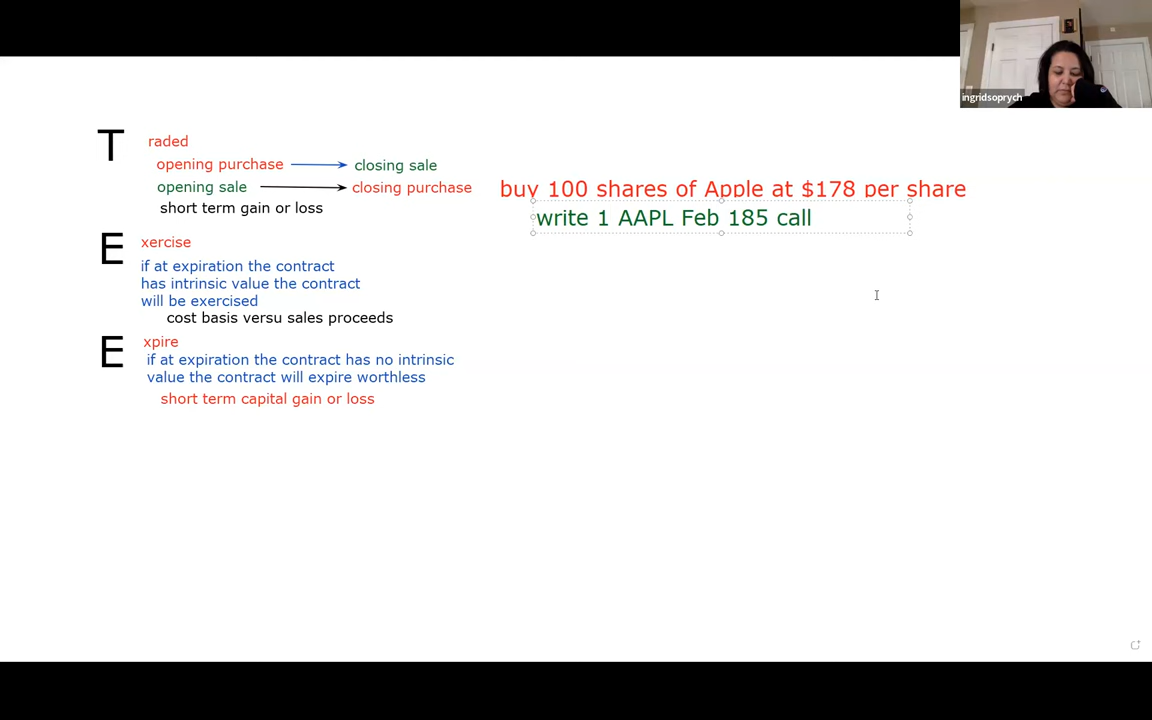 ingridsoprych
T raded
opening purchase closing sale
opening sale closing purchase
short term gain or loss
buy 100 shares of Apple at $178 per share
write 1 AAPL Feb 185 call
E xercise
if at expiration the contract
has intrinsic value the contract
will be exercised
cost basis versu sales proceeds
E xpire
if at expiration the contract has no intrinsic
value the contract will expire worthless
short term capital gain or loss